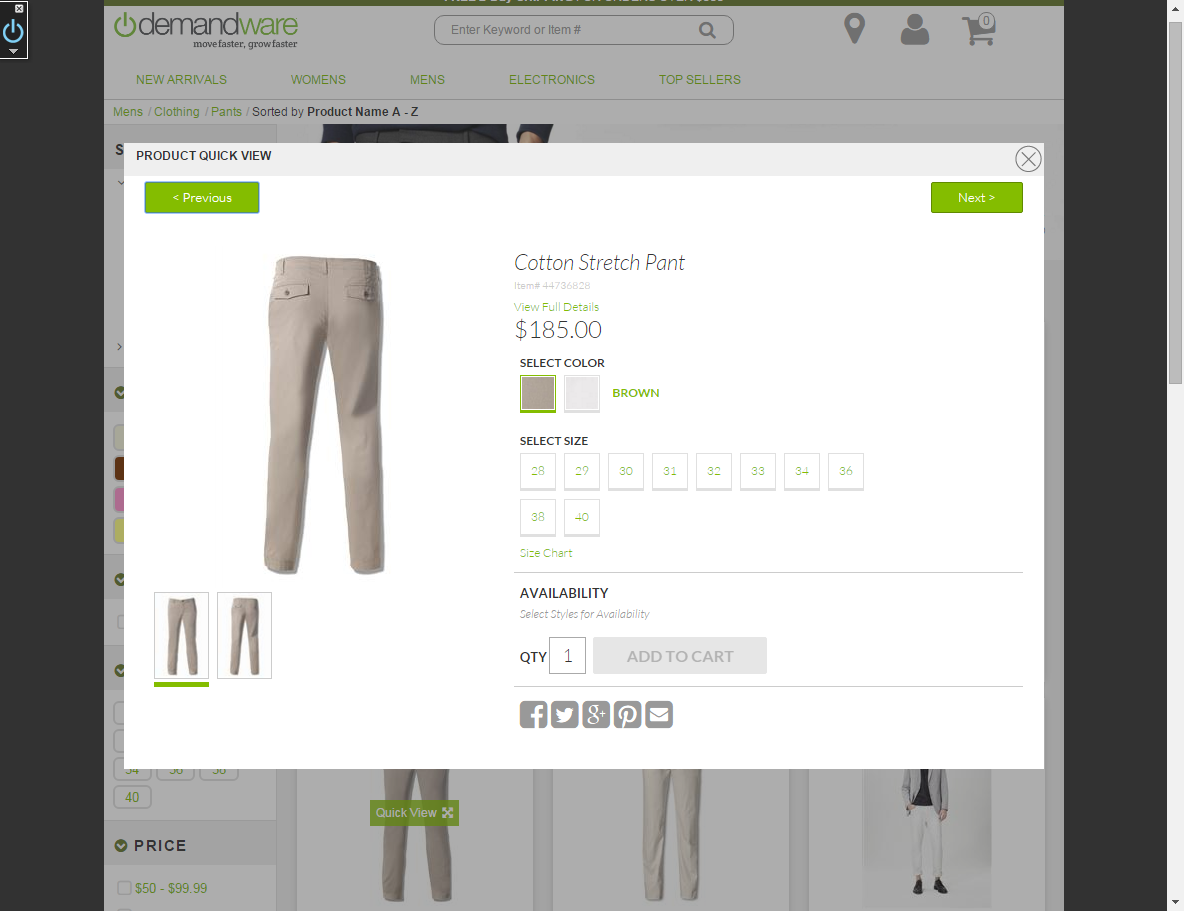 demandware
move faster, grow faster
Enter Keyword or Item #
0
NEW ARRIVALS WOMENS MENS ELECTRONICS TOP SELLERS
Mens / Clothing / Pants / Sorted by Product Name A - Z
S
PRODUCT QUICK VIEW
< Previous
Next >
Cotton Stretch Pant
Item# 44736828
View Full Details
$185.00
SELECT COLOR
BROWN
SELECT SIZE
28 29 30 31 32 33 34 36
38 40
Size Chart
AVAILABILITY
Select Styles for Availability
QTY 1 ADD TO CART
40
Quick View
PRICE
$50 - $99.99